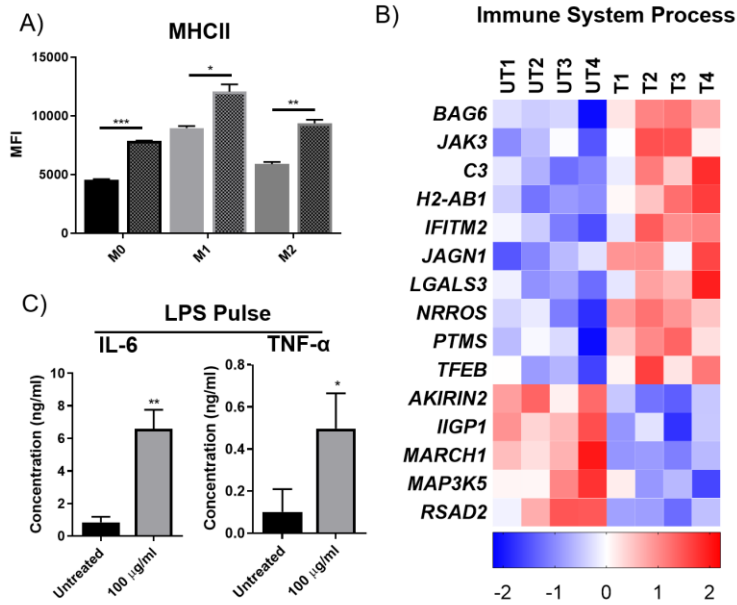 A)
MHCII
MFI
15000
10000
5000
0
***
*
**
M0
M1
M2
B)
Immune System Process
UT1 UT2 UT3 UT4 T1 T2 T3 T4
BAG6
JAK3
C3
H2-AB1
IFITM2
JAGN1
LGALS3
NRROS
PTMS
TFEB
AKIRIN2
IIGP1
MARCH1
MAP3K5
RSAD2
-2 -1 0 1 2
C)
LPS Pulse
IL-6
Concentration (ng/ml)
10
8
6
4
2
0
**
Untreated
100 µg/ml
TNF-α
Concentration (ng/ml)
0.8
0.6
0.4
0.2
0.0
*
Untreated
100 µg/ml